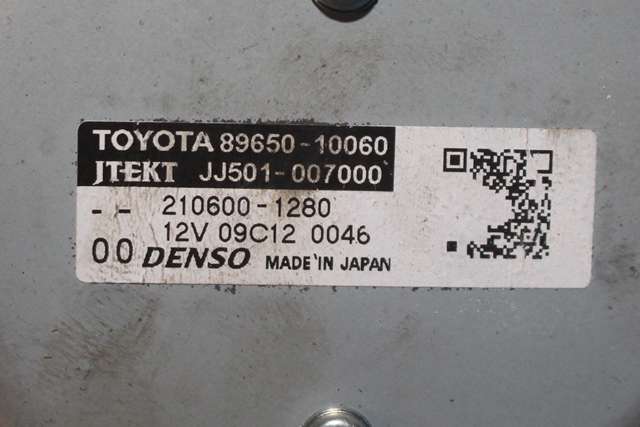 TOYOTA 89650-10060
JTEKT JJ501-007000
- - 210600-1280
12V 09C12 0046
00 DENSO MADE IN JAPAN